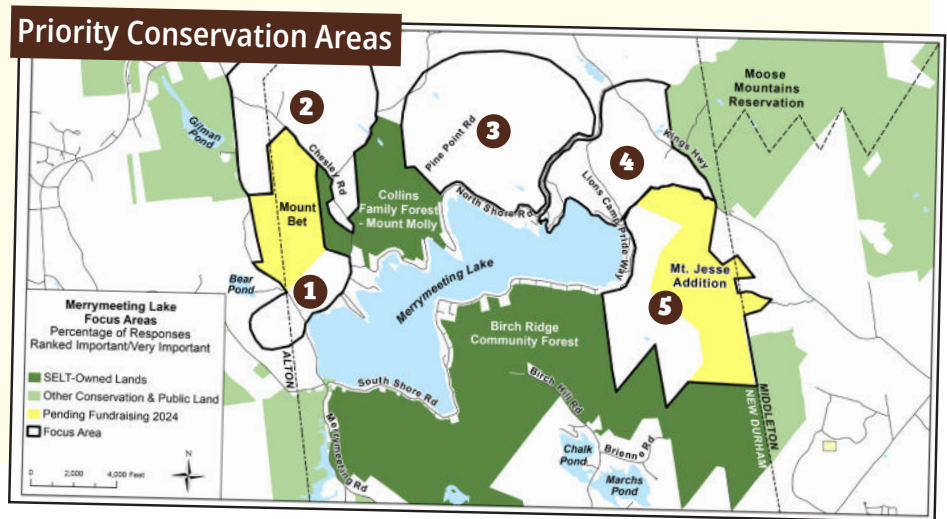 Priority Conservation Areas
Moose
Mountains
Reservation
2
3
4
Gilman
Pond
Pine Point Rd
Kings Hwy
Chesley Rd
Collins
Family Forest
- Mount Molly
North Shore Rd
Lions Camp Pride Way
Mount
Bet
Bear
Pond
1
Merrymeeting Lake
Mt. Jesse
Addition
5
Merrymeeting Lake
Focus Areas
Percentage of Responses
Ranked Important/Very Important
SELT-Owned Lands
Other Conservation & Public Land
Pending Fundraising 2024
Focus Area
0 2,000 4,000 Feet
N
ALTON
Birch Ridge
Community Forest
South Shore Rd
Birch Hill Rd
Merrymeeting Rd
Brienne Rd
Chalk
Pond
Marchs
Pond
MIDDLETON
NEW DURHAM